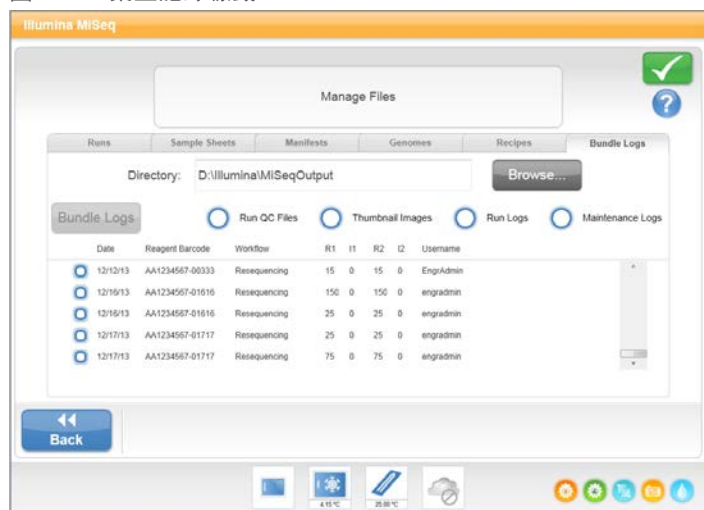 Illumina MiSeq
Manage Files
Runs Sample Sheets Manifests Genomes Recipes Bundle Logs
Directory: D:\Illumina\MiSeqOutput Browse...
Bundle Logs Run QC Files Thumbnail Images Run Logs Maintenance Logs
Date Reagent Barcode Workflow R1 I1 R2 I2 Username
12/12/13 AA1234567-00333 Resequencing 15 0 15 0 EngrAdmin
12/16/13 AA1234567-01616 Resequencing 150 0 150 0 engradmin
12/16/13 AA1234567-01616 Resequencing 25 0 25 0 engradmin
12/17/13 AA1234567-01717 Resequencing 25 0 25 0 engradmin
12/17/13 AA1234567-01717 Resequencing 75 0 75 0 engradmin
Back
4.15 °C 25.00 °C